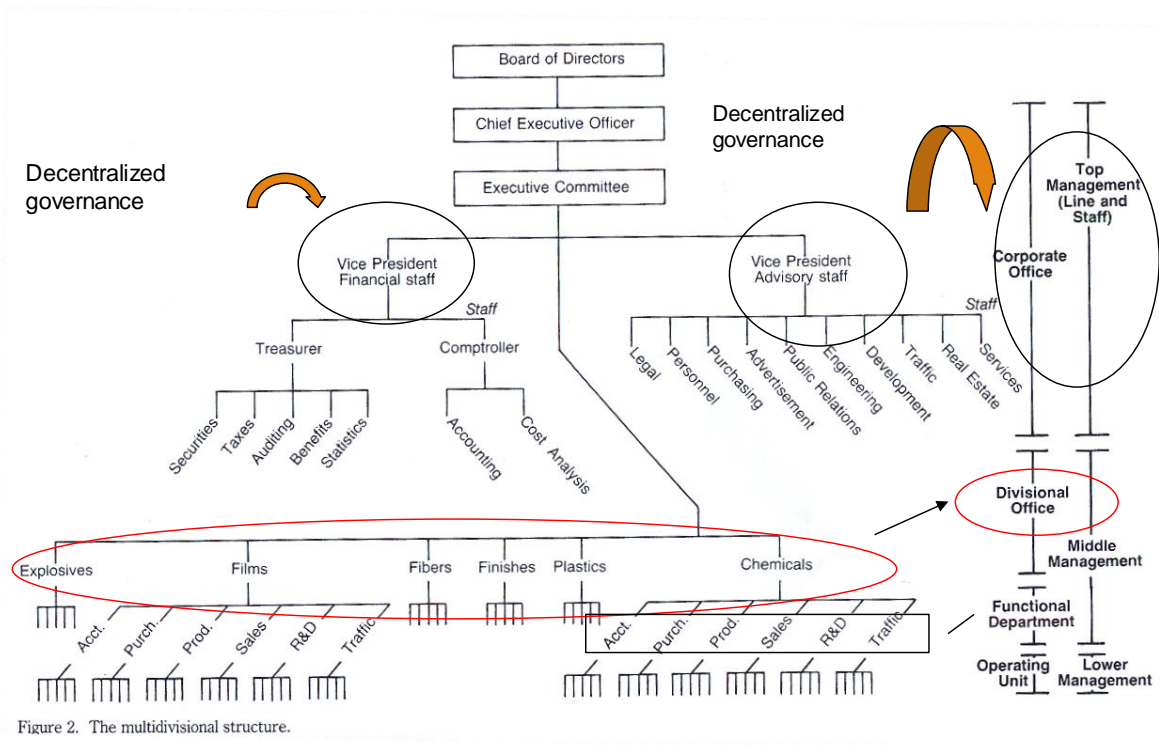 Board of Directors
Chief Executive Officer
Executive Committee
Decentralized
governance
Decentralized
governance
Vice President
Financial staff
Vice President
Advisory staff
Staff
Treasurer
Comptroller
Securities
Taxes
Auditing
Benefits
Statistics
Accounting
Cost Analysis
Staff
Legal
Personnel
Purchasing
Advertisement
Public Relations
Engineering
Development
Traffic
Real Estate
Services
Top
Management
(Line and
Staff)
Corporate
Office
Divisional
Office
Middle
Management
Functional
Department
Operating
Unit
Lower
Management
Explosives
Films
Fibers
Finishes
Plastics
Chemicals
Acct.
Purch.
Prod.
Sales
R&D
Traffic
Acct.
Purch.
Prod.
Sales
R&D
Traffic
Figure 2. The multidivisional structure.